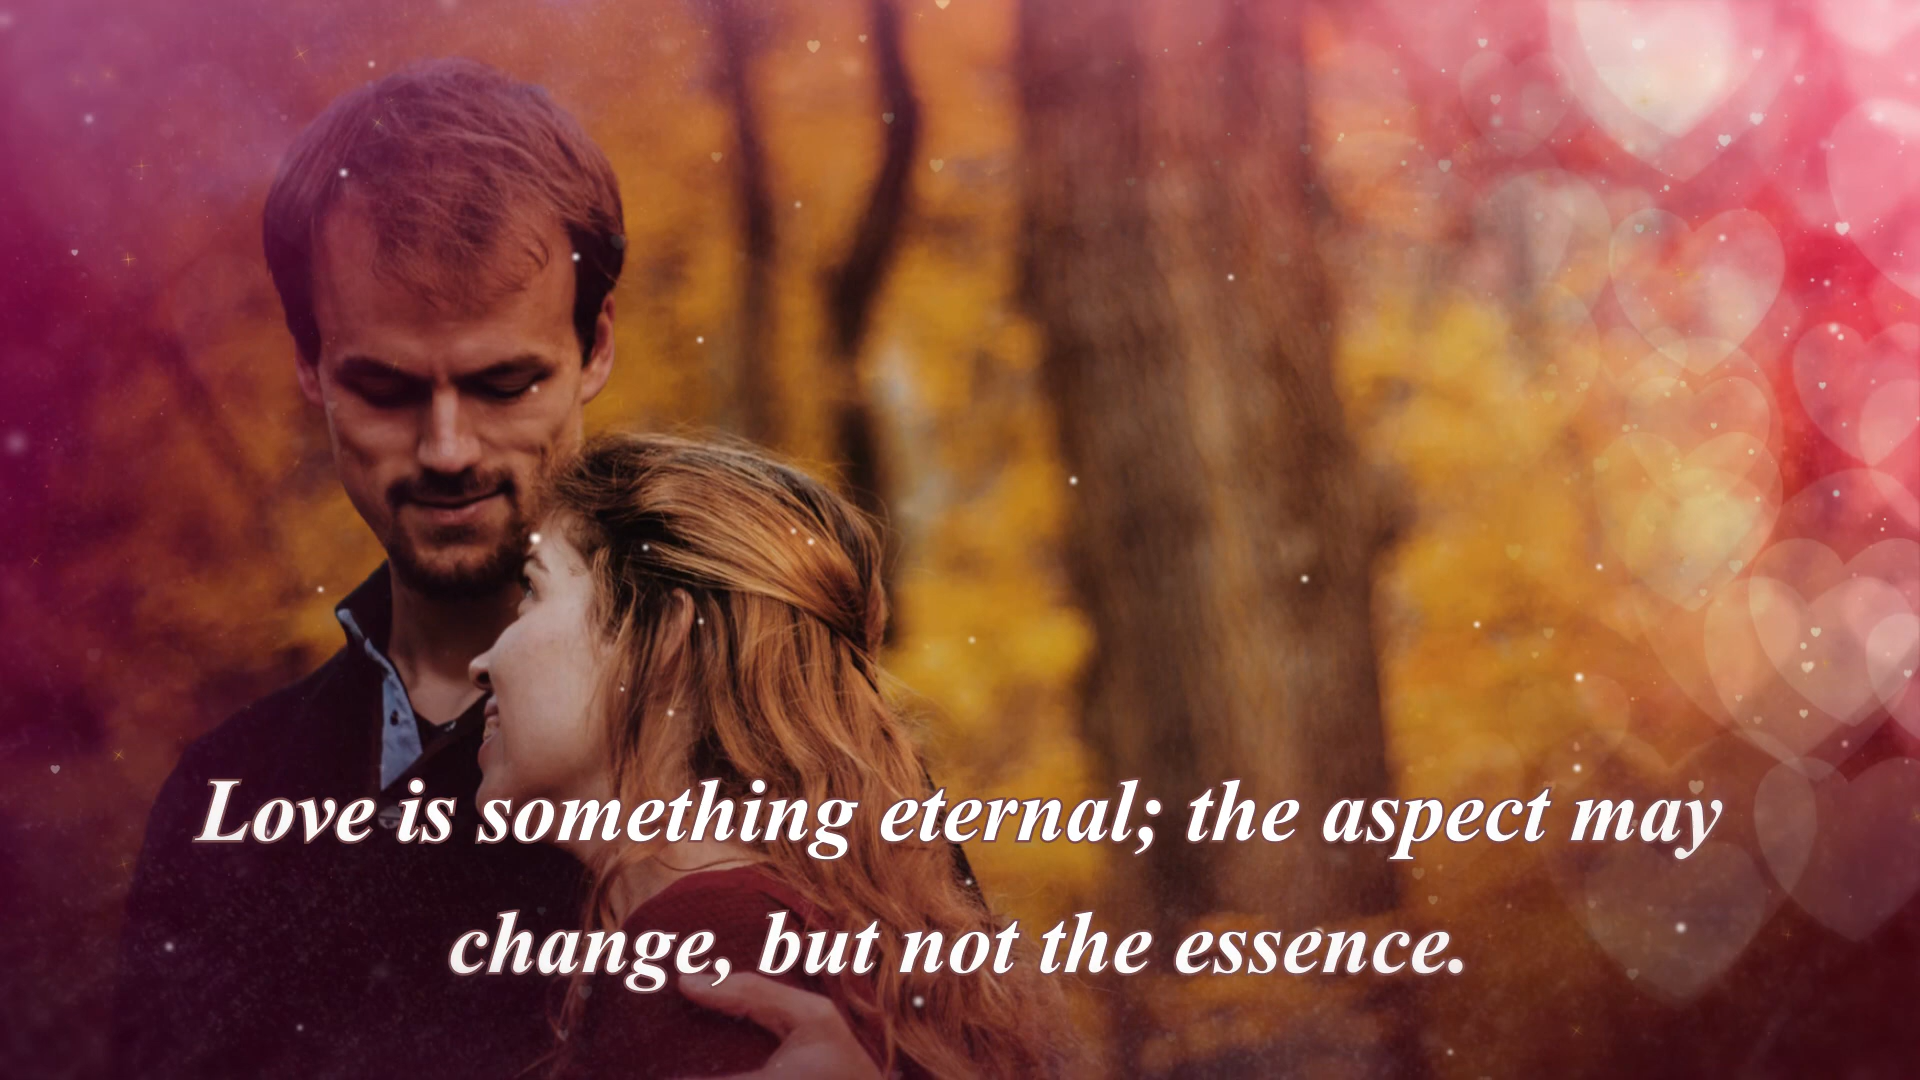 Love is something eternal; the aspect may
change, but not the essence.